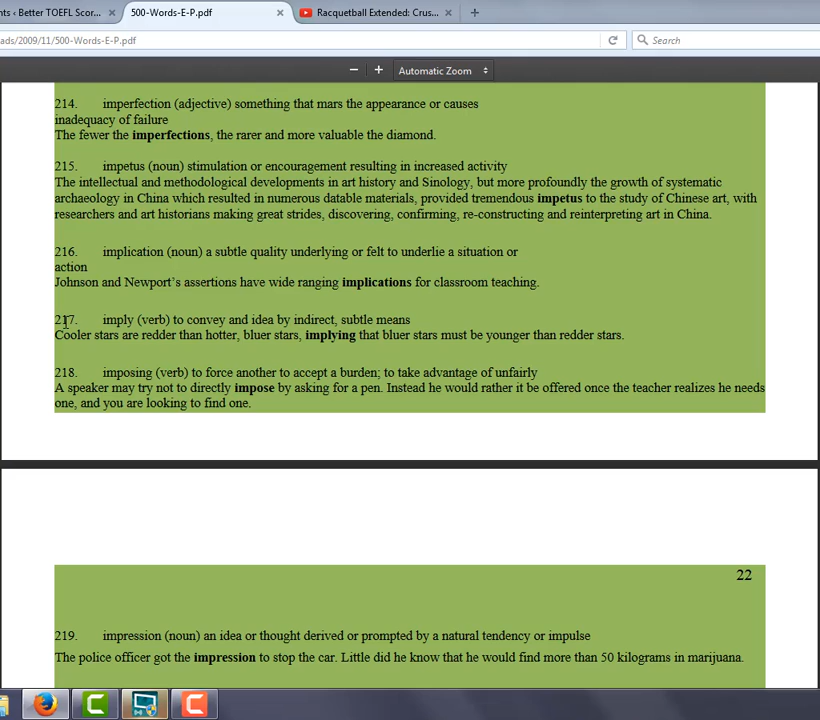 nts ‹ Better TOEFL Scor... × 500-Words-E-P.pdf × Racquetball Extended: Crus... × +
ads/2009/11/500-Words-E-P.pdf Search
− + Automatic Zoom
214. imperfection (adjective) something that mars the appearance or causes
inadequacy of failure
The fewer the imperfections, the rarer and more valuable the diamond.
215. impetus (noun) stimulation or encouragement resulting in increased activity
The intellectual and methodological developments in art history and Sinology, but more profoundly the growth of systematic
archaeology in China which resulted in numerous datable materials, provided tremendous impetus to the study of Chinese art, with
researchers and art historians making great strides, discovering, confirming, re-constructing and reinterpreting art in China.
216. implication (noun) a subtle quality underlying or felt to underlie a situation or
action
Johnson and Newport’s assertions have wide ranging implications for classroom teaching.
217. imply (verb) to convey and idea by indirect, subtle means
Cooler stars are redder than hotter, bluer stars, implying that bluer stars must be younger than redder stars.
218. imposing (verb) to force another to accept a burden; to take advantage of unfairly
A speaker may try not to directly impose by asking for a pen. Instead he would rather it be offered once the teacher realizes he needs
one, and you are looking to find one.
22
219. impression (noun) an idea or thought derived or prompted by a natural tendency or impulse
The police officer got the impression to stop the car. Little did he know that he would find more than 50 kilograms in marijuana.